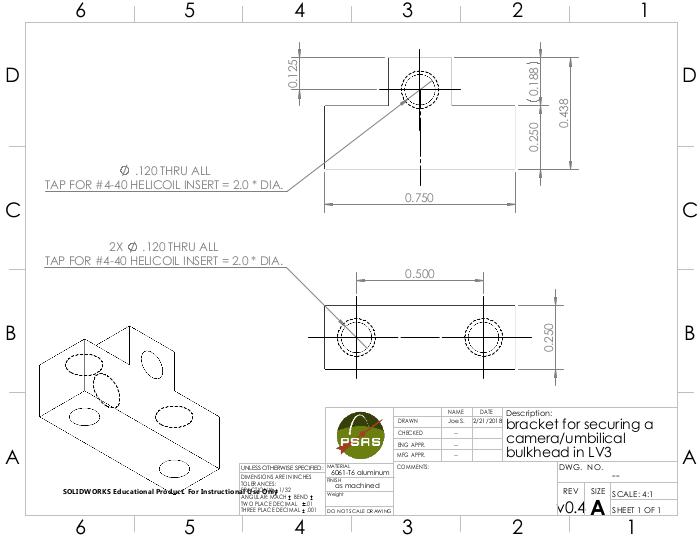 6 5 4 3 2 1
D D
C C
B B
A A
0.125
(0.188)
0.438
0.250
0.750
Ø .120 THRU ALL
TAP FOR #4-40 HELICOIL INSERT = 2.0 * DIA.
2X Ø .120 THRU ALL
TAP FOR #4-40 HELICOIL INSERT = 2.0 * DIA.
0.500
0.250
SOLIDWORKS Educational Product. For Instructional Use Only
UNLESS OTHERWISE SPECIFIED:
DIMENSIONS ARE IN INCHES
TOLERANCES:
1/32
ANGULAR: MACH ± BEND ±
TWO PLACE DECIMAL ±.01
THREE PLACE DECIMAL ± .001
PSAS
MATERIAL
6061-T6 aluminum
FINISH
as machined
Weight
DO NOT SCALE DRAWING
NAME DATE
DRAWN Joe S. 2/21/2018
CHECKED --
ENG APPR. --
MFG APPR. --
COMMENTS:
Description:
bracket for securing a
camera/umbilical
bulkhead in LV3
DWG. NO.
--
REV
v0.4
SIZE
A
SCALE: 4:1
SHEET 1 OF 1
6 5 4 3 2 1